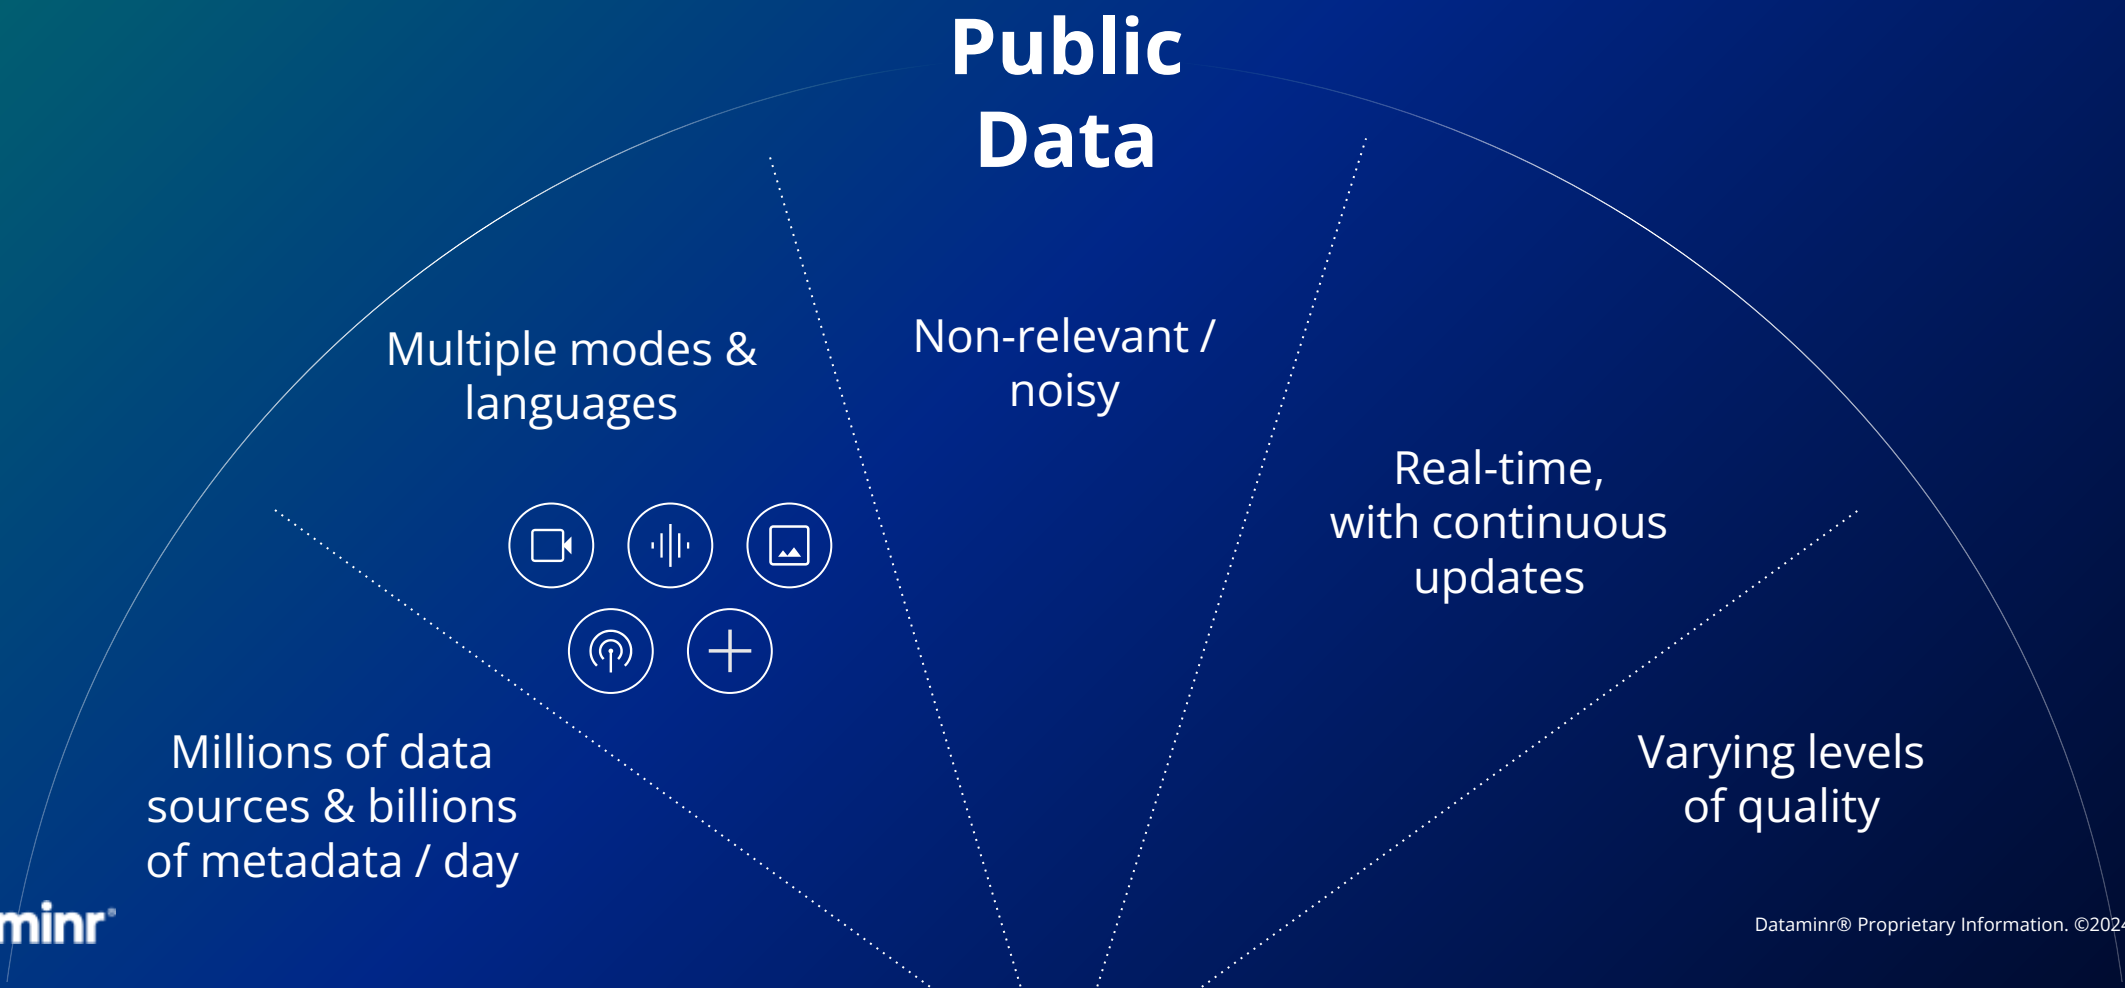 Public
Data
Multiple modes &
languages
Non-relevant /
noisy
Real-time,
with continuous
updates
Millions of data
sources & billions
of metadata / day
Varying levels
of quality
minr®
Dataminr® Proprietary Information. ©2024